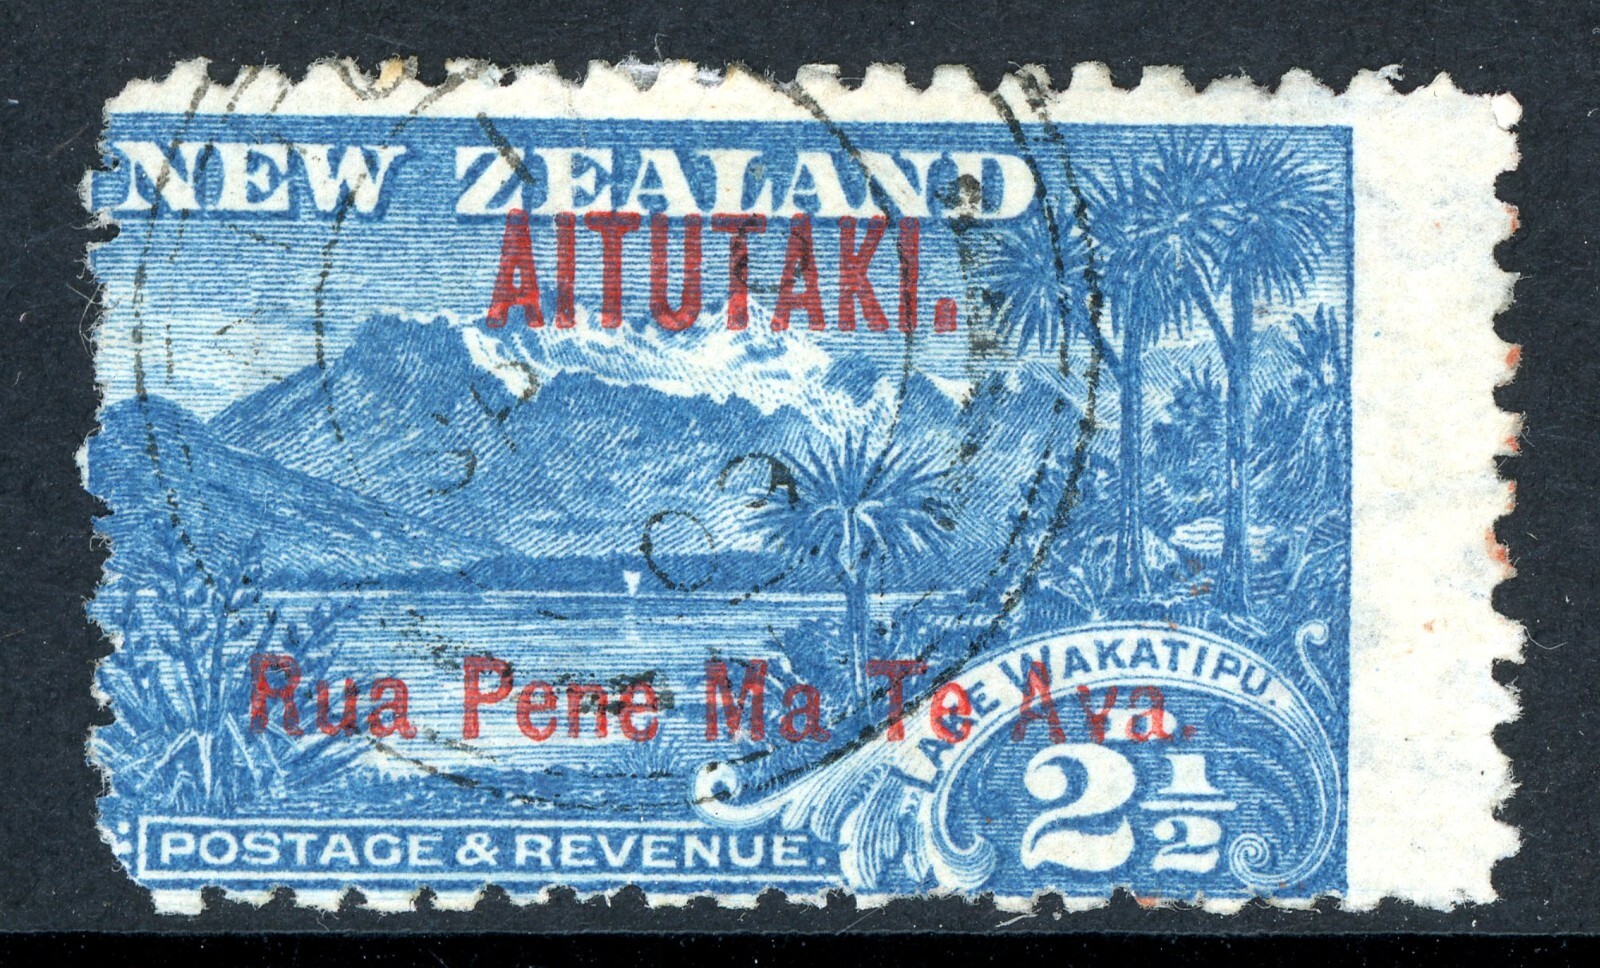 NEW ZEALAND
AITUTAKI.
Rua Pene Ma Te Ava.
LAKE WAKATIPU.
2½
POSTAGE & REVENUE.